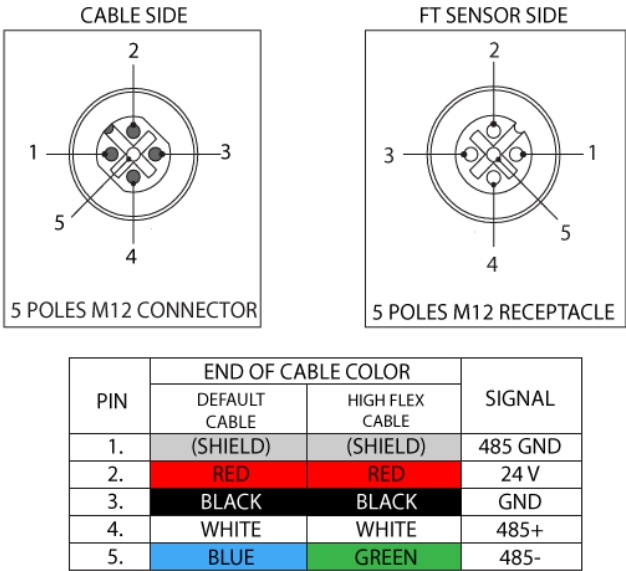 CABLE SIDE
2
1
3
5
4
5 POLES M12 CONNECTOR
FT SENSOR SIDE
2
3
1
5
4
5 POLES M12 RECEPTACLE
PIN END OF CABLE COLOR SIGNAL
DEFAULT CABLE HIGH FLEX CABLE
1. (SHIELD) (SHIELD) 485 GND
2. RED RED 24 V
3. BLACK BLACK GND
4. WHITE WHITE 485+
5. BLUE GREEN 485-